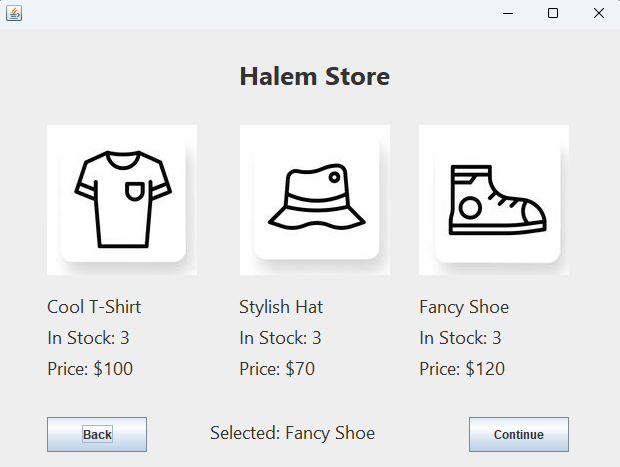 Halem Store
Cool T-Shirt
In Stock: 3
Price: $100
Stylish Hat
In Stock: 3
Price: $70
Fancy Shoe
In Stock: 3
Price: $120
Back
Selected: Fancy Shoe
Continue